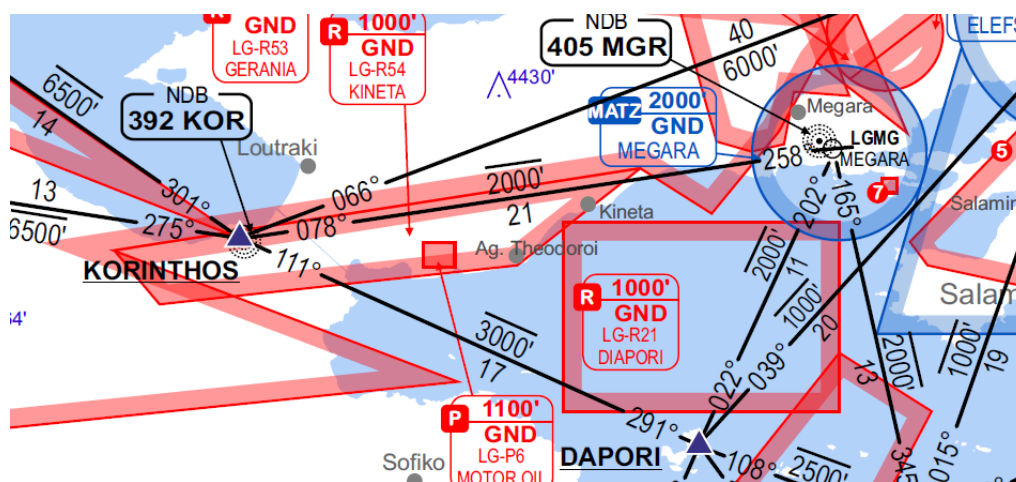 R
GND
LG-R53
GERANIA
R
1000'
GND
LG-R54
KINETA
NDB
405 MGR
40
6000'
4430'
ELEFS
6500'
14
NDB
392 KOR
MATZ
2000'
GND
MEGARA
Megara
LGMG
MEGARA
258
5
7
Loutraki
301°
066°
2000'
21
202°
165°
13
275°
6500'
078°
Kineta
Salamin
KORINTHOS
111°
Ag. Theodoroi
2000'
11
R
1000'
GND
LG-R21
DIAPORI
1000'
20
Salam
64'
3000'
17
2000'
13
1000'
19
022°
039°
P
1100'
GND
LG-P6
MOTOR OIL
291°
DAPORI
108°
2500'
345
015°
Sofiko